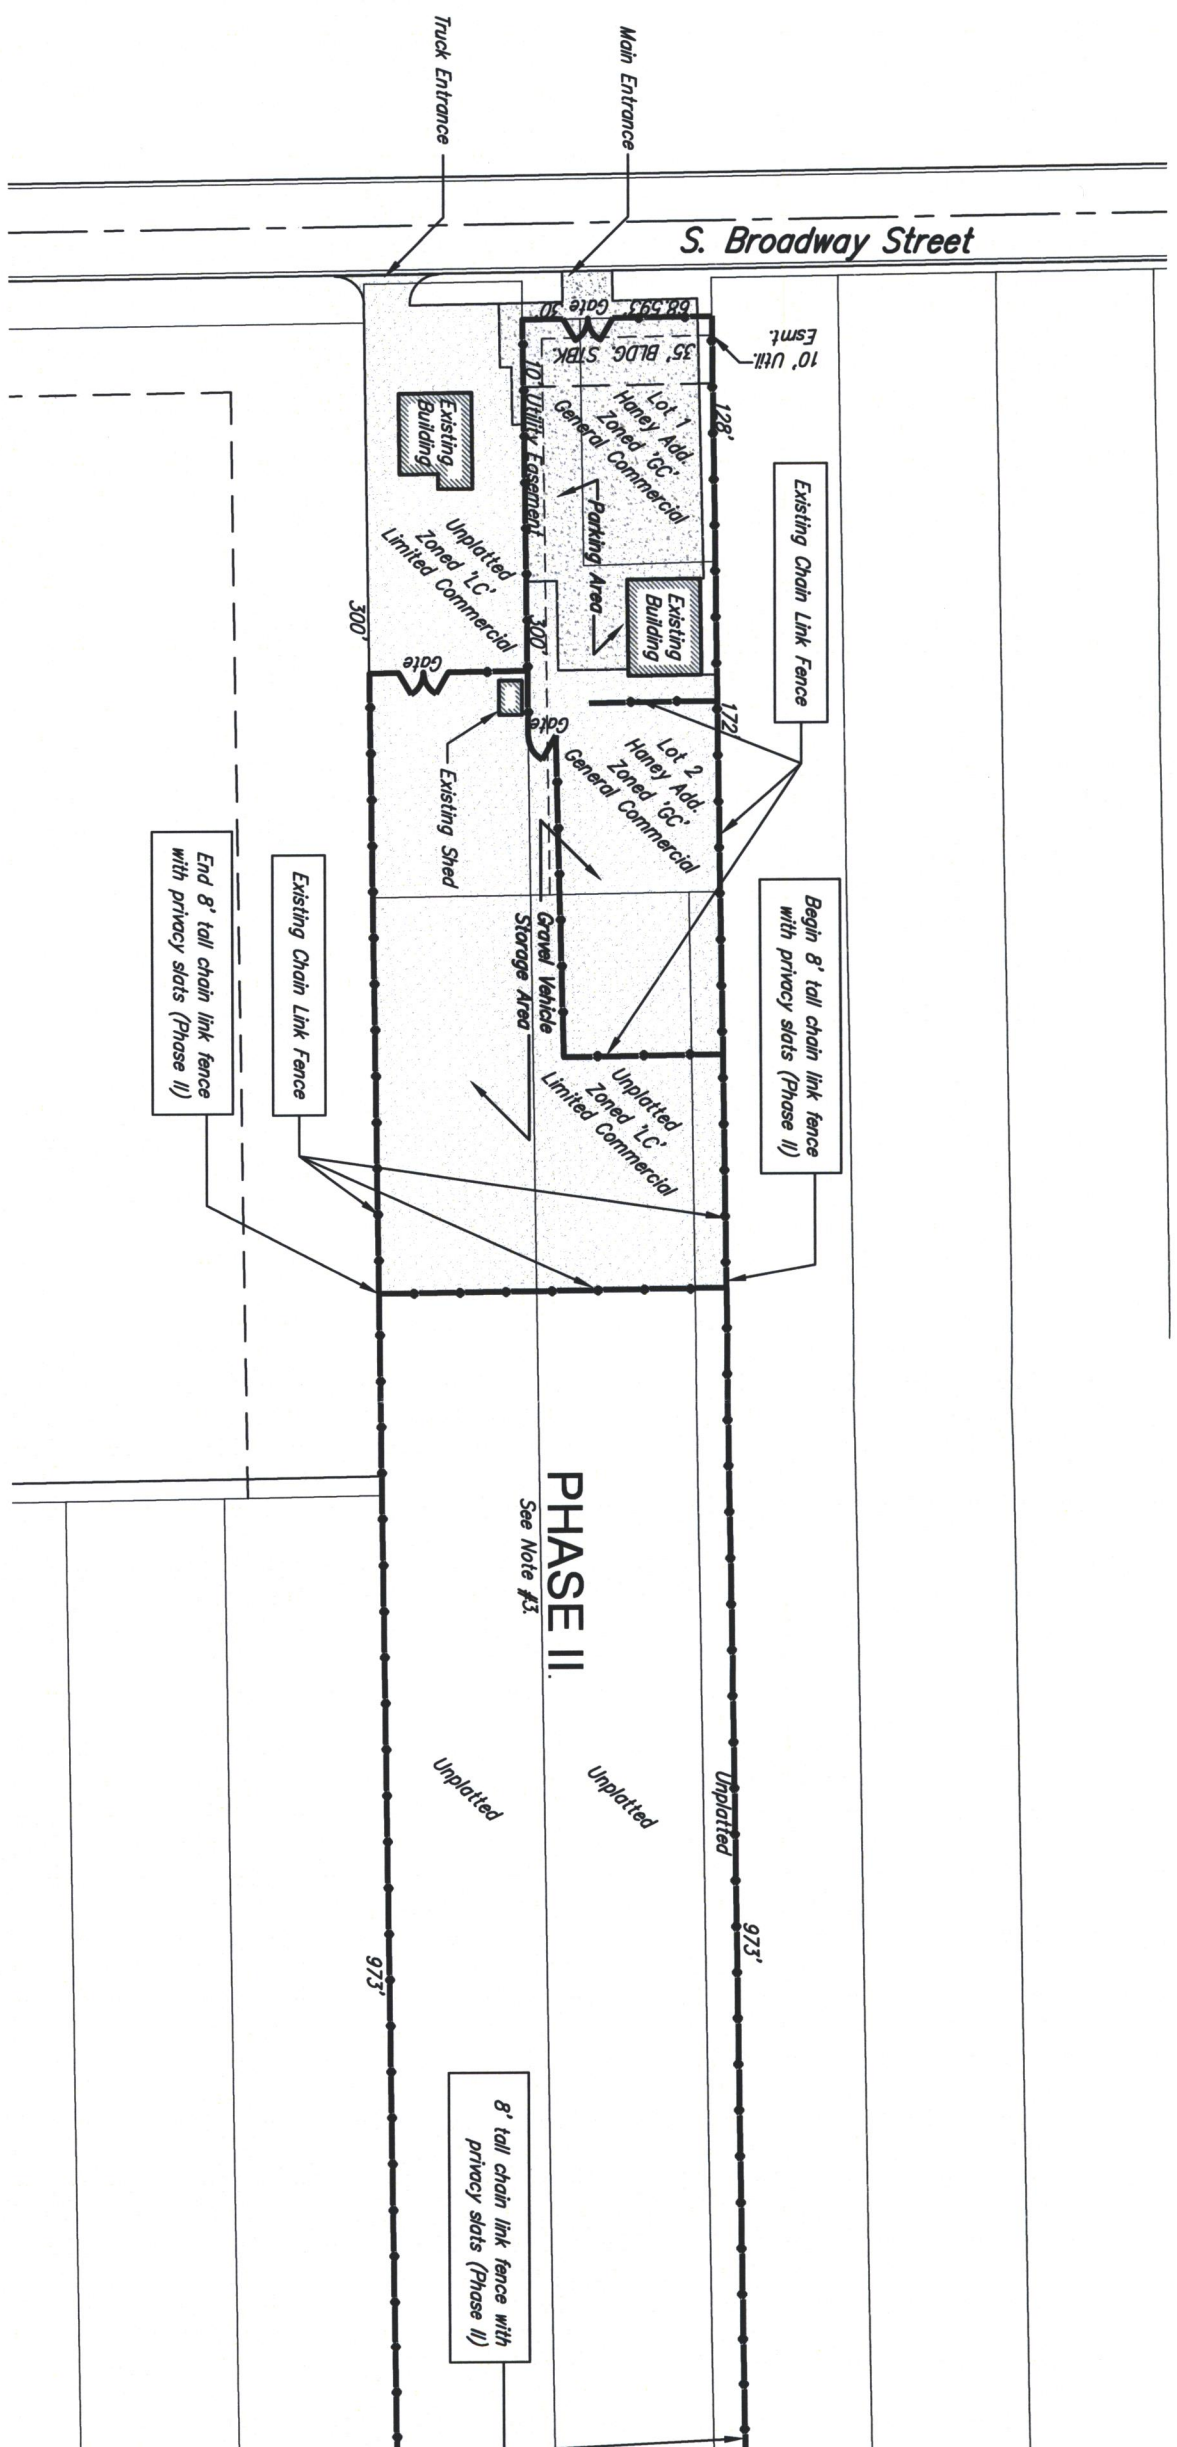 Truck Entrance
Main Entrance
S. Broadway Street
30'
Gate
68.593'
35' BLDG STBK.
10' Util.
Esmt.
128'
Lot 1
Haney Add.
Zoned 'GC'
General Commercial
10' Utility Easement
Existing
Building
Parking Area
Existing
Building
Unplatted
Zoned 'LC'
Limited Commercial
300'
300'
Gate
Gate
172'
Existing Chain Link Fence
Lot 2
Haney Add.
Zoned 'GC'
General Commercial
Existing Shed
Gravel Vehicle
Storage Area
Begin 8' tall chain link fence
with privacy slats (Phase II)
End 8' tall chain link fence
with privacy slats (Phase II)
Existing Chain Link Fence
Unplatted
Zoned 'LC'
Limited Commercial
PHASE II.
See Note #3.
Unplatted
Unplatted
Unplatted
973'
973'
8' tall chain link fence with
privacy slats (Phase II)